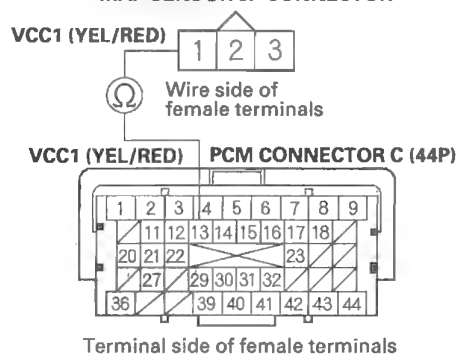 MAP SENSOR 3P CONNECTOR
VCC1 (YEL/RED)
1 2 3
Ω
Wire side of
female terminals
VCC1 (YEL/RED) PCM CONNECTOR C (44P)
1 2 3 4 5 6 7 8 9
11 12 13 14 15 16 17 18
20 21 22 23
27 29 30 31 32
36 39 40 41 42 43 44
Terminal side of female terminals